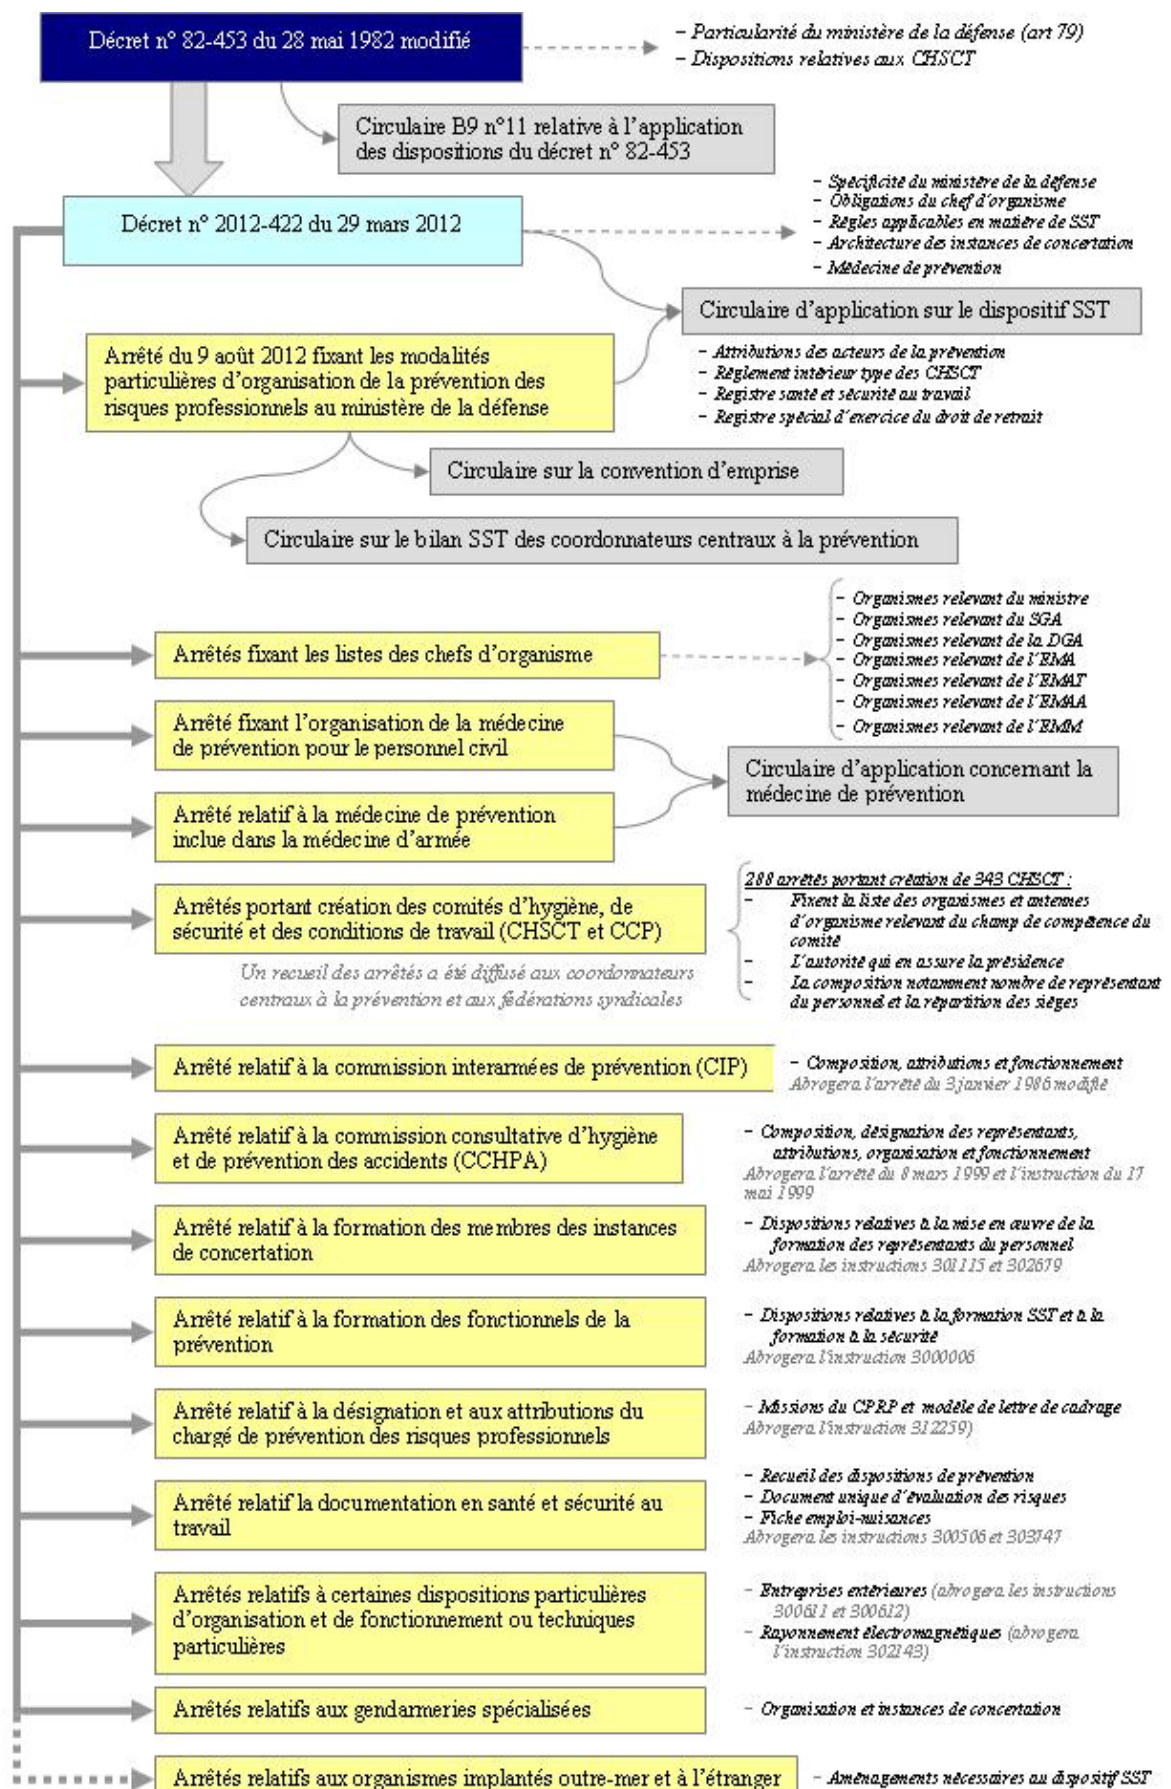 Décret n° 82-453 du 28 mai 1982 modifié
– Particularité du ministère de la défense (art 79)
– Dispositions relatives aux CHSCT
Circulaire B9 n°11 relative à l'application
des dispositions du décret n° 82-453
Décret n° 2012-422 du 29 mars 2012
– Spécificité du ministère de la défense
– Obligations du chef d'organisme
– Règles applicables en matière de SST
– Architecture des instances de concertation
– Médecine de prévention
Circulaire d'application sur le dispositif SST
Arrêté du 9 août 2012 fixant les modalités
particulières d'organisation de la prévention des
risques professionnels au ministère de la défense
– Attributions des acteurs de la prévention
– Règlement intérieur type des CHSCT
– Registre santé et sécurité au travail
– Registre spécial d'exercice du droit de retrait
Circulaire sur la convention d'emprise
Circulaire sur le bilan SST des coordonnateurs centraux à la prévention
Arrêtés fixant les listes des chefs d'organisme
– Organismes relevant du ministre
– Organismes relevant du SGA
– Organismes relevant de la DGA
– Organismes relevant de l'EMA
– Organismes relevant de l'EMAT
– Organismes relevant de l'EMAA
– Organismes relevant de l'EMM
Arrêté fixant l'organisation de la médecine
de prévention pour le personnel civil
Circulaire d'application concernant la
médecine de prévention
Arrêté relatif à la médecine de prévention
inclue dans la médecine d'armée
Arrêtés portant création des comités d'hygiène, de
sécurité et des conditions de travail (CHSCT et CCP)
Un recueil des arrêtés a été diffusé aux coordonnateurs
centraux à la prévention et aux fédérations syndicales
288 arrêtés portant création de 343 CHSCT :
- Fixent la liste des organismes et antennes
d'organisme relevant du champ de compétence du
comité
- L'autorité qui en assure la présidence
- La composition notamment nombre de représentant
du personnel et la répartition des sièges
Arrêté relatif à la commission interarmées de prévention (CIP)
– Composition, attributions et fonctionnement
Abrogera l'arrêté du 3 janvier 1986 modifié
Arrêté relatif à la commission consultative d'hygiène
et de prévention des accidents (CCHPA)
– Composition, désignation des représentants,
attributions, organisation et fonctionnement
Abrogera l'arrêté du 8 mars 1999 et l'instruction du 17
mai 1999
Arrêté relatif à la formation des membres des instances
de concertation
– Dispositions relatives à la mise en œuvre de la
formation des représentants du personnel
Abrogera les instructions 301115 et 302679
Arrêté relatif à la formation des fonctionnels de la
prévention
– Dispositions relatives à la formation SST et à la
formation à la sécurité
Abrogera l'instruction 3000006
Arrêté relatif à la désignation et aux attributions du
chargé de prévention des risques professionnels
– Missions du CPRP et modèle de lettre de cadrage
Abrogera l'instruction 312259)
Arrêté relatif la documentation en santé et sécurité au
travail
– Recueil des dispositions de prévention
– Document unique d'évaluation des risques
– Fiche emploi-nuisances
Abrogera les instructions 300506 et 303747
Arrêtés relatifs à certaines dispositions particulières
d'organisation et de fonctionnement ou techniques
particulières
– Entreprises extérieures (abrogera les instructions
300611 et 300612)
– Rayonnement électromagnétiques (abrogera
l'instruction 302143)
Arrêtés relatifs aux gendarmeries spécialisées
– Organisation et instances de concertation
Arrêtés relatifs aux organismes implantés outre-mer et à l'étranger
– Aménagements nécessaires au dispositif SST